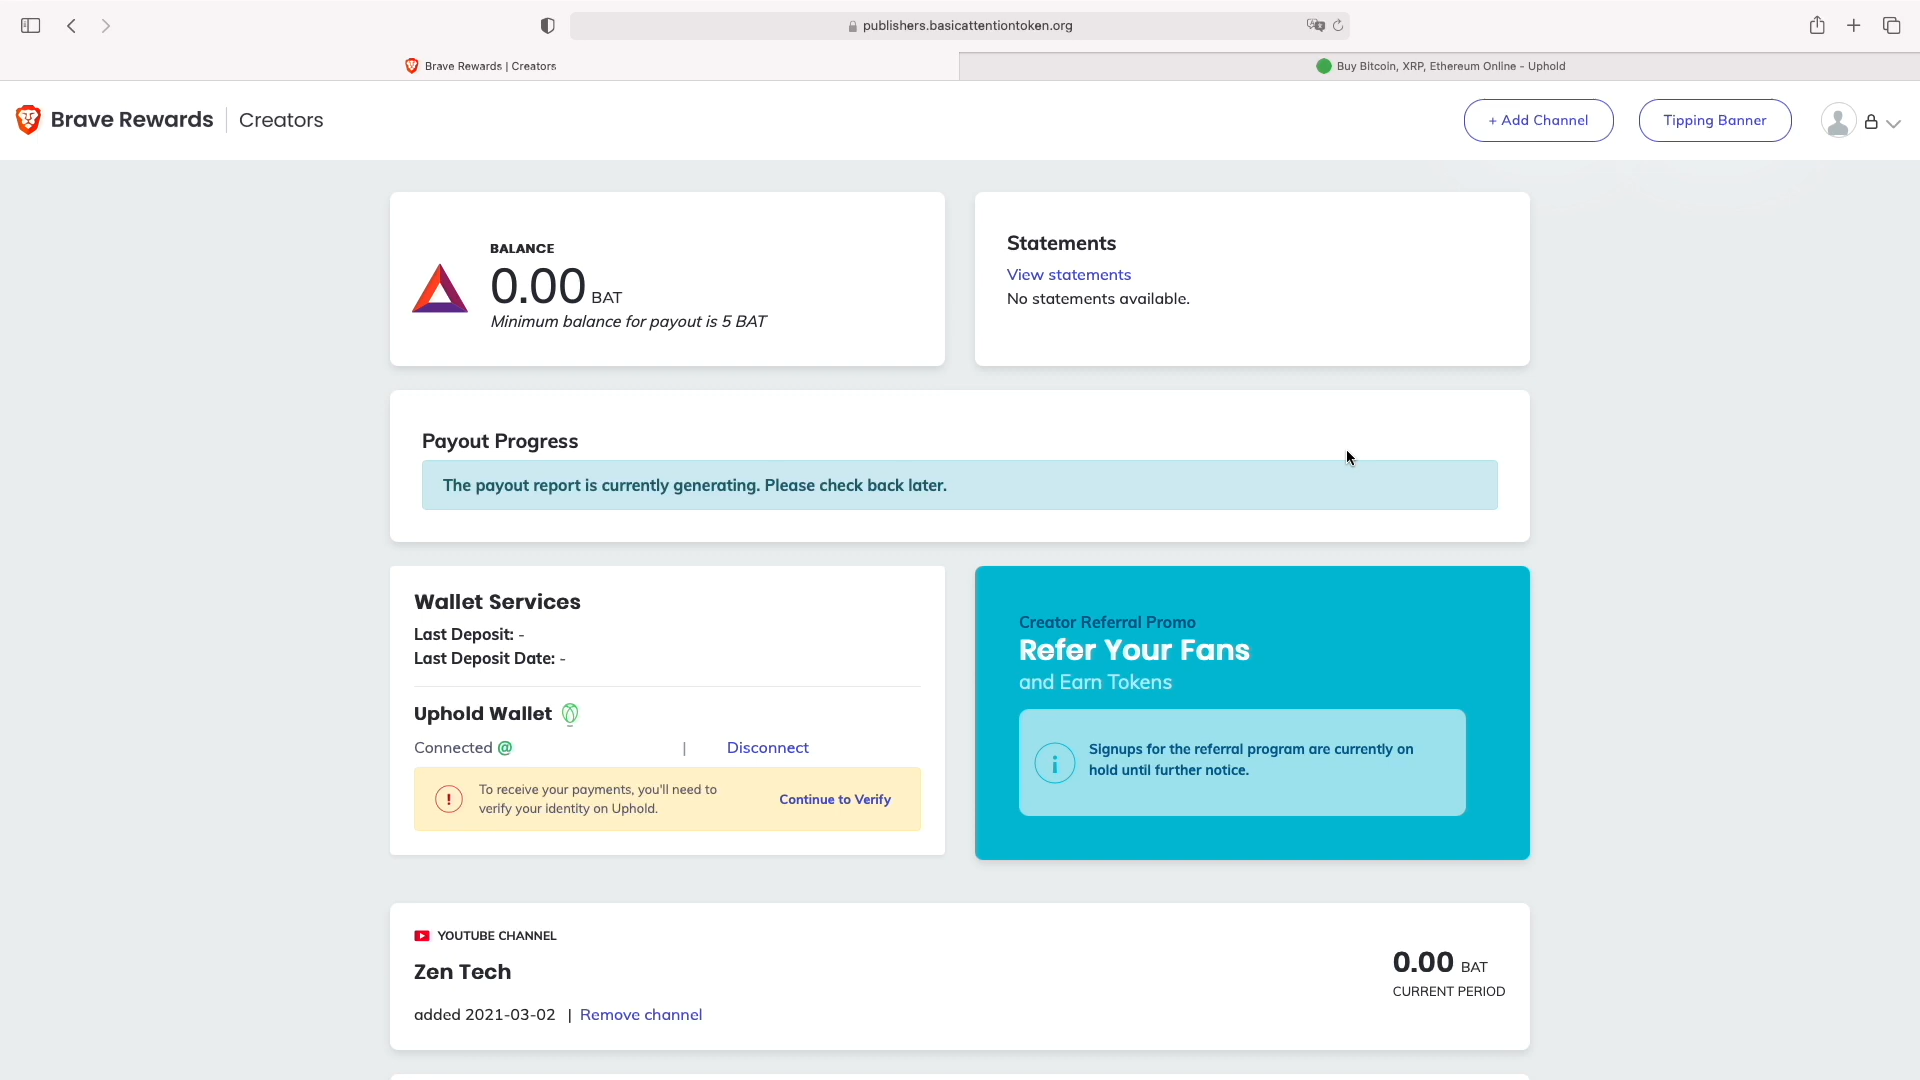 publishers.basicattentiontoken.org
Brave Rewards | Creators
Buy Bitcoin, XRP, Ethereum Online - Uphold
Brave Rewards | Creators
+ Add Channel
Tipping Banner
BALANCE
0.00 BAT
Minimum balance for payout is 5 BAT
Statements
View statements
No statements available.
Payout Progress
The payout report is currently generating. Please check back later.
Wallet Services
Last Deposit: -
Last Deposit Date: -
Uphold Wallet
Connected @ | Disconnect
! To receive your payments, you'll need to
verify your identity on Uphold.
Continue to Verify
Creator Referral Promo
Refer Your Fans
and Earn Tokens
i Signups for the referral program are currently on
hold until further notice.
YOUTUBE CHANNEL
Zen Tech
added 2021-03-02 | Remove channel
0.00 BAT
CURRENT PERIOD